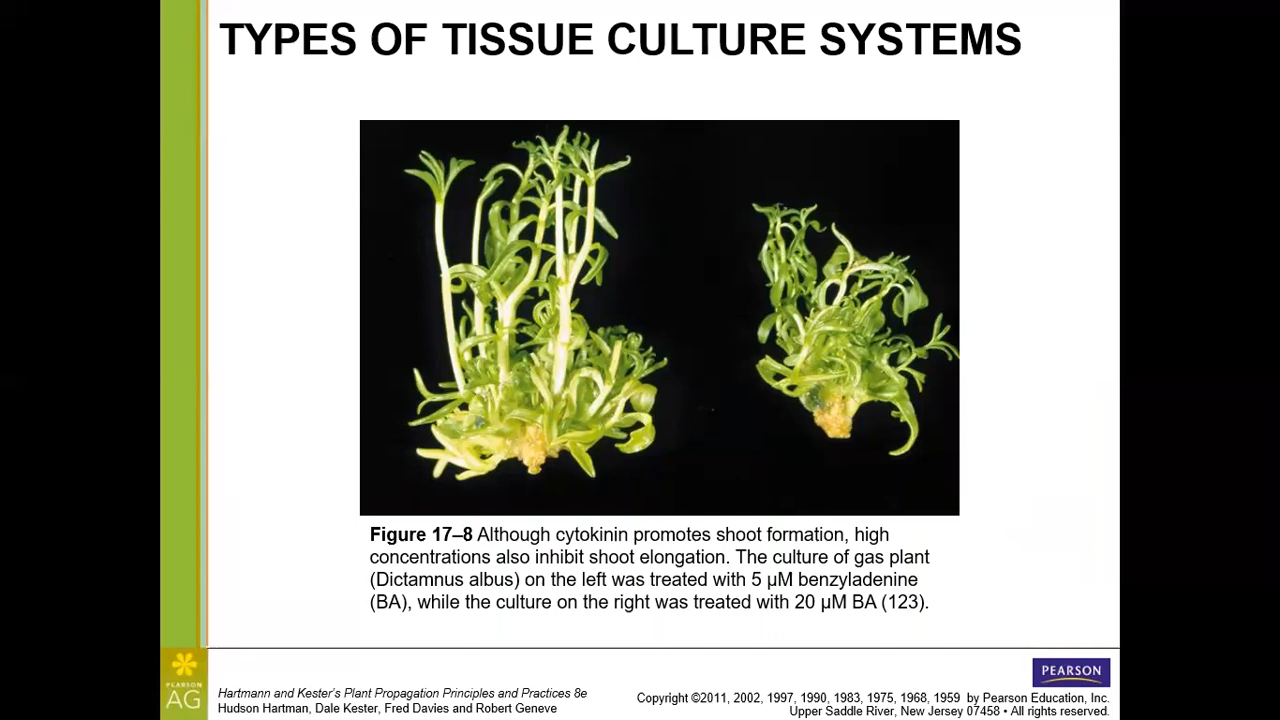 TYPES OF TISSUE CULTURE SYSTEMS
Figure 17–8 Although cytokinin promotes shoot formation, high
concentrations also inhibit shoot elongation. The culture of gas plant
(Dictamnus albus) on the left was treated with 5 µM benzyladenine
(BA), while the culture on the right was treated with 20 µM BA (123).
PEARSON
AG
Hartmann and Kester's Plant Propagation Principles and Practices 8e
Hudson Hartman, Dale Kester, Fred Davies and Robert Geneve
PEARSON
Copyright ©2011, 2002, 1997, 1990, 1983, 1975, 1968, 1959 by Pearson Education, Inc.
Upper Saddle River, New Jersey 07458 • All rights reserved.